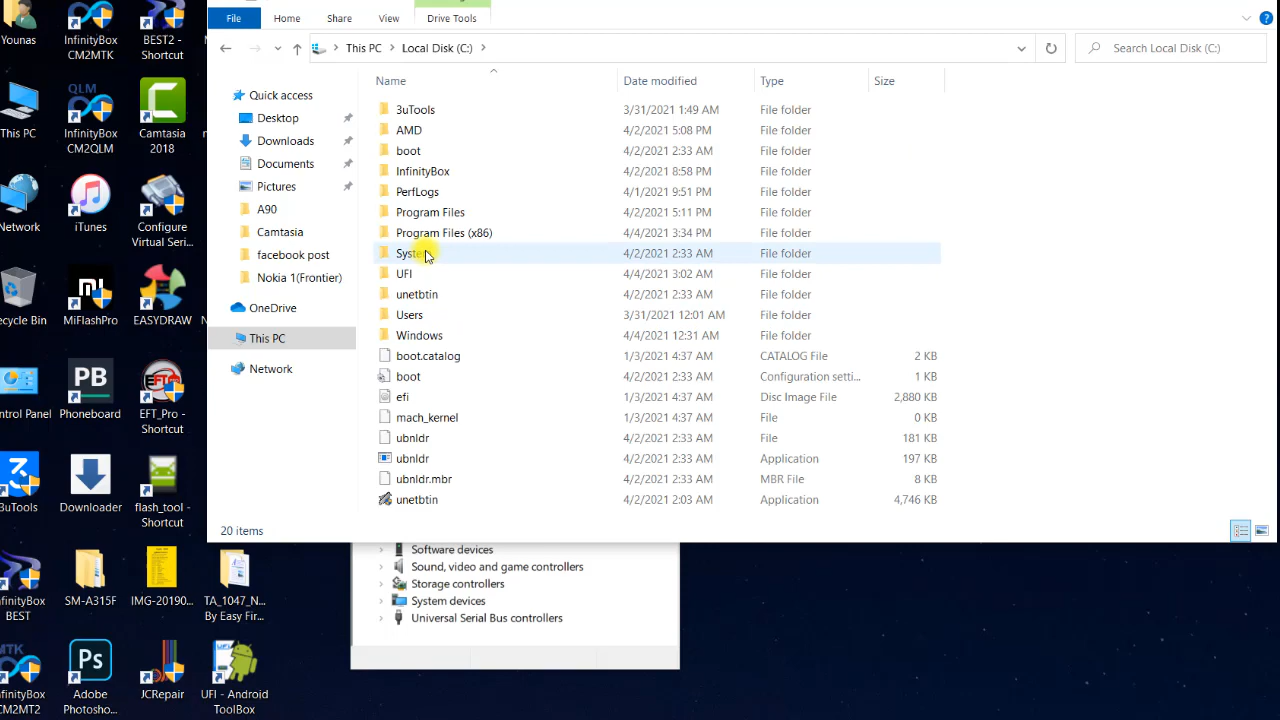 File Home Share View Drive Tools
This PC Local Disk (C:) Search Local Disk (C:)
Name Date modified Type Size
Quick access
Desktop
Downloads
Documents
Pictures
A90
Camtasia
facebook post
Nokia 1(Frontier)
OneDrive
This PC
Network
3uTools 3/31/2021 1:49 AM File folder
AMD 4/2/2021 5:08 PM File folder
boot 4/2/2021 2:33 AM File folder
InfinityBox 4/2/2021 8:58 PM File folder
PerfLogs 4/1/2021 9:51 PM File folder
Program Files 4/2/2021 5:11 PM File folder
Program Files (x86) 4/4/2021 3:34 PM File folder
System 4/2/2021 2:33 AM File folder
UFI 4/4/2021 3:02 AM File folder
unetbtin 4/2/2021 2:33 AM File folder
Users 3/31/2021 12:01 AM File folder
Windows 4/4/2021 12:31 AM File folder
boot.catalog 1/3/2021 4:37 AM CATALOG File 2 KB
boot 4/2/2021 2:33 AM Configuration setti... 1 KB
efi 1/3/2021 4:37 AM Disc Image File 2,880 KB
mach_kernel 1/3/2021 4:37 AM File 0 KB
ubnldr 4/2/2021 2:33 AM File 181 KB
ubnldr 4/2/2021 2:33 AM Application 197 KB
ubnldr.mbr 4/2/2021 2:33 AM MBR File 8 KB
unetbtin 4/2/2021 2:03 AM Application 4,746 KB
20 items
Software devices
Sound, video and game controllers
Storage controllers
System devices
Universal Serial Bus controllers
Younas
InfinityBox
CM2MTK
BEST2 -
Shortcut
This PC
QLM
InfinityBox
CM2QLM
Camtasia
2018
Network
iTunes
Configure
Virtual Seri...
ecycle Bin
MI
MiFlashPro
EASYDRAW
ontrol Panel
PB
Phoneboard
EFT
EFT_Pro -
Shortcut
3uTools
Downloader
flash_tool -
Shortcut
nfinityBox
BEST
SM-A315F
IMG-20190...
TA_1047_N...
By Easy Fir...
MTK
nfinityBox
CM2MT2
Ps
Adobe
Photosho...
JCRepair
UFI
UFI - Android
ToolBox